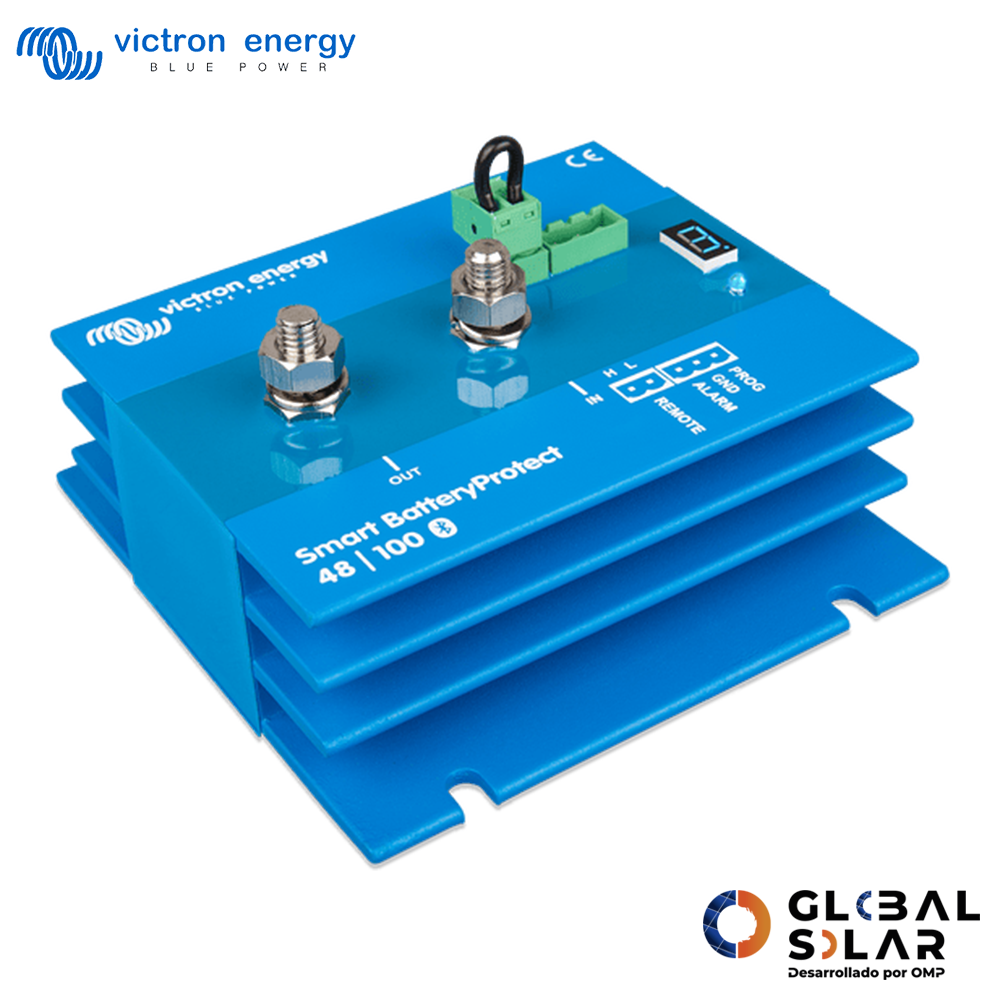 victron energy
BLUE POWER
CE
victron energy
BLUE POWER
8.
IN
H L
PROG
GND
ALARM
REMOTE
OUT
Smart BatteryProtect
48 | 100
GLOBAL
SOLAR
Desarrollado por OMP